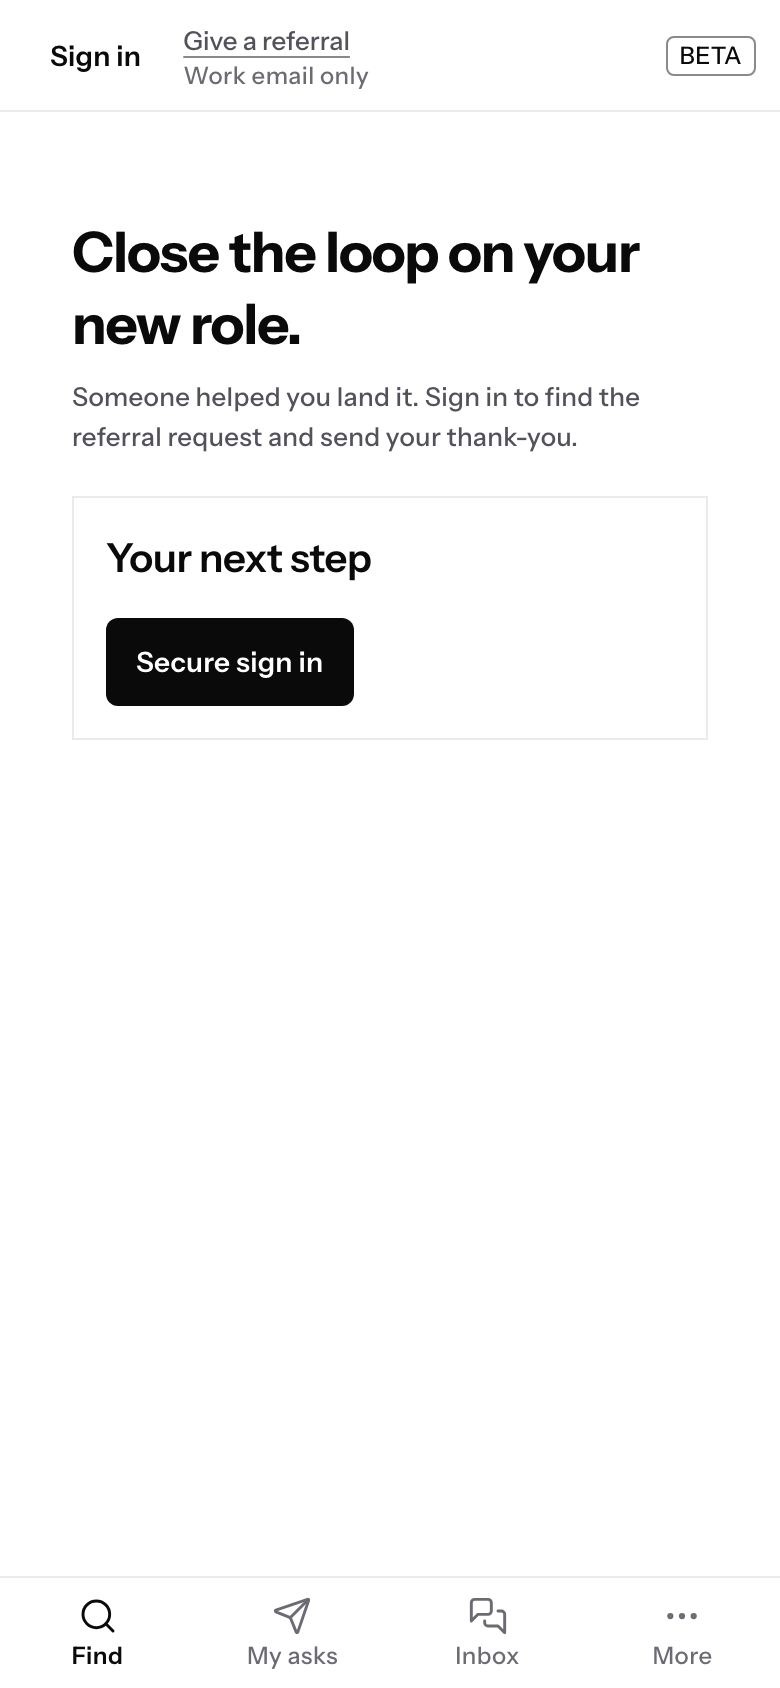 Sign in
Give a referral
Work email only
BETA
Close the loop on your
new role.
Someone helped you land it. Sign in to find the
referral request and send your thank-you.
Your next step
Secure sign in
Find
My asks
Inbox
More